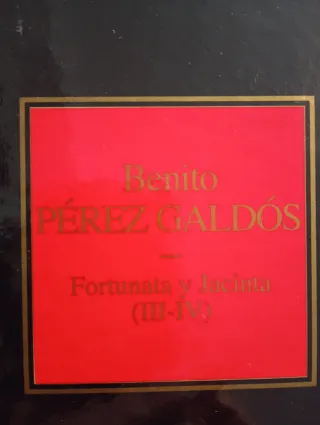 Benito
PÉREZ GALDÓS
Fortunata y Jacinta
(III-IV)